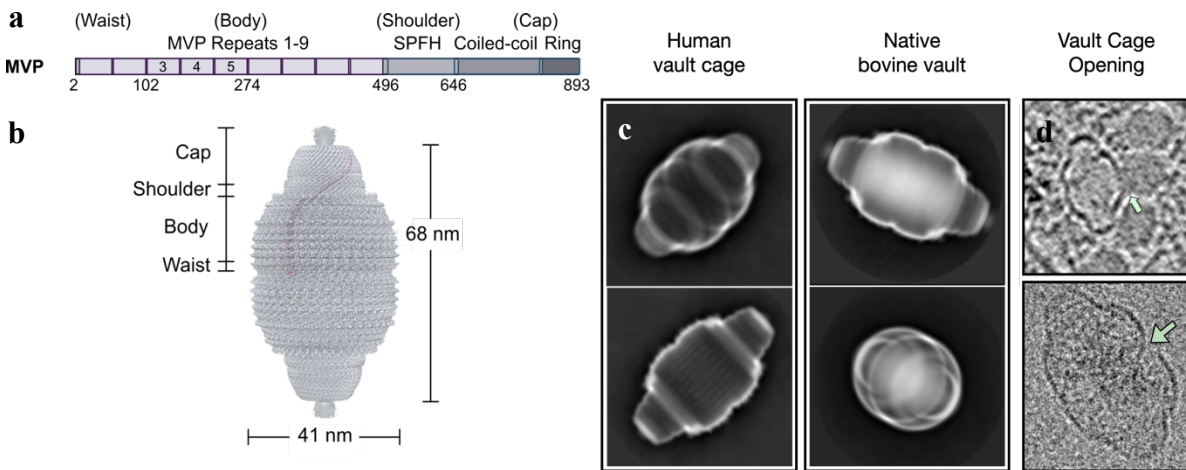 a
(Waist) (Body) (Shoulder) (Cap)
MVP Repeats 1-9 SPFH Coiled-coil Ring
MVP 3 4 5
2 102 274 496 646 893
b
Cap
Shoulder
Body
Waist
68 nm
41 nm
Human
vault cage
c
Native
bovine vault
Vault Cage
Opening
d